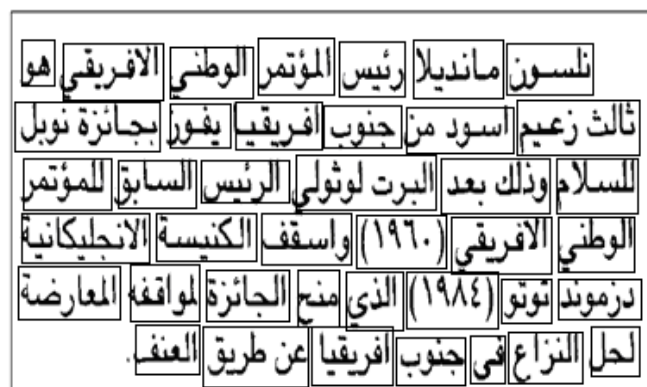 نلسون مانديلا رئيس المؤتمر الوطني الافريقي هو
ثالث زعيم اسود من جنوب افريقيا يفوز بجائزة نوبل
للسلام وذلك بعد البرت لوثولي الرئيس السابق للمؤتمر
الوطني الافريقي (١٩٦٠) واسقف الكنيسة الانجليكانية
دزموند توتو (١٩٨٤) الذي منح الجائزة لمواقفه المعارضة
لحل النزاع في جنوب افريقيا عن طريق العنف.